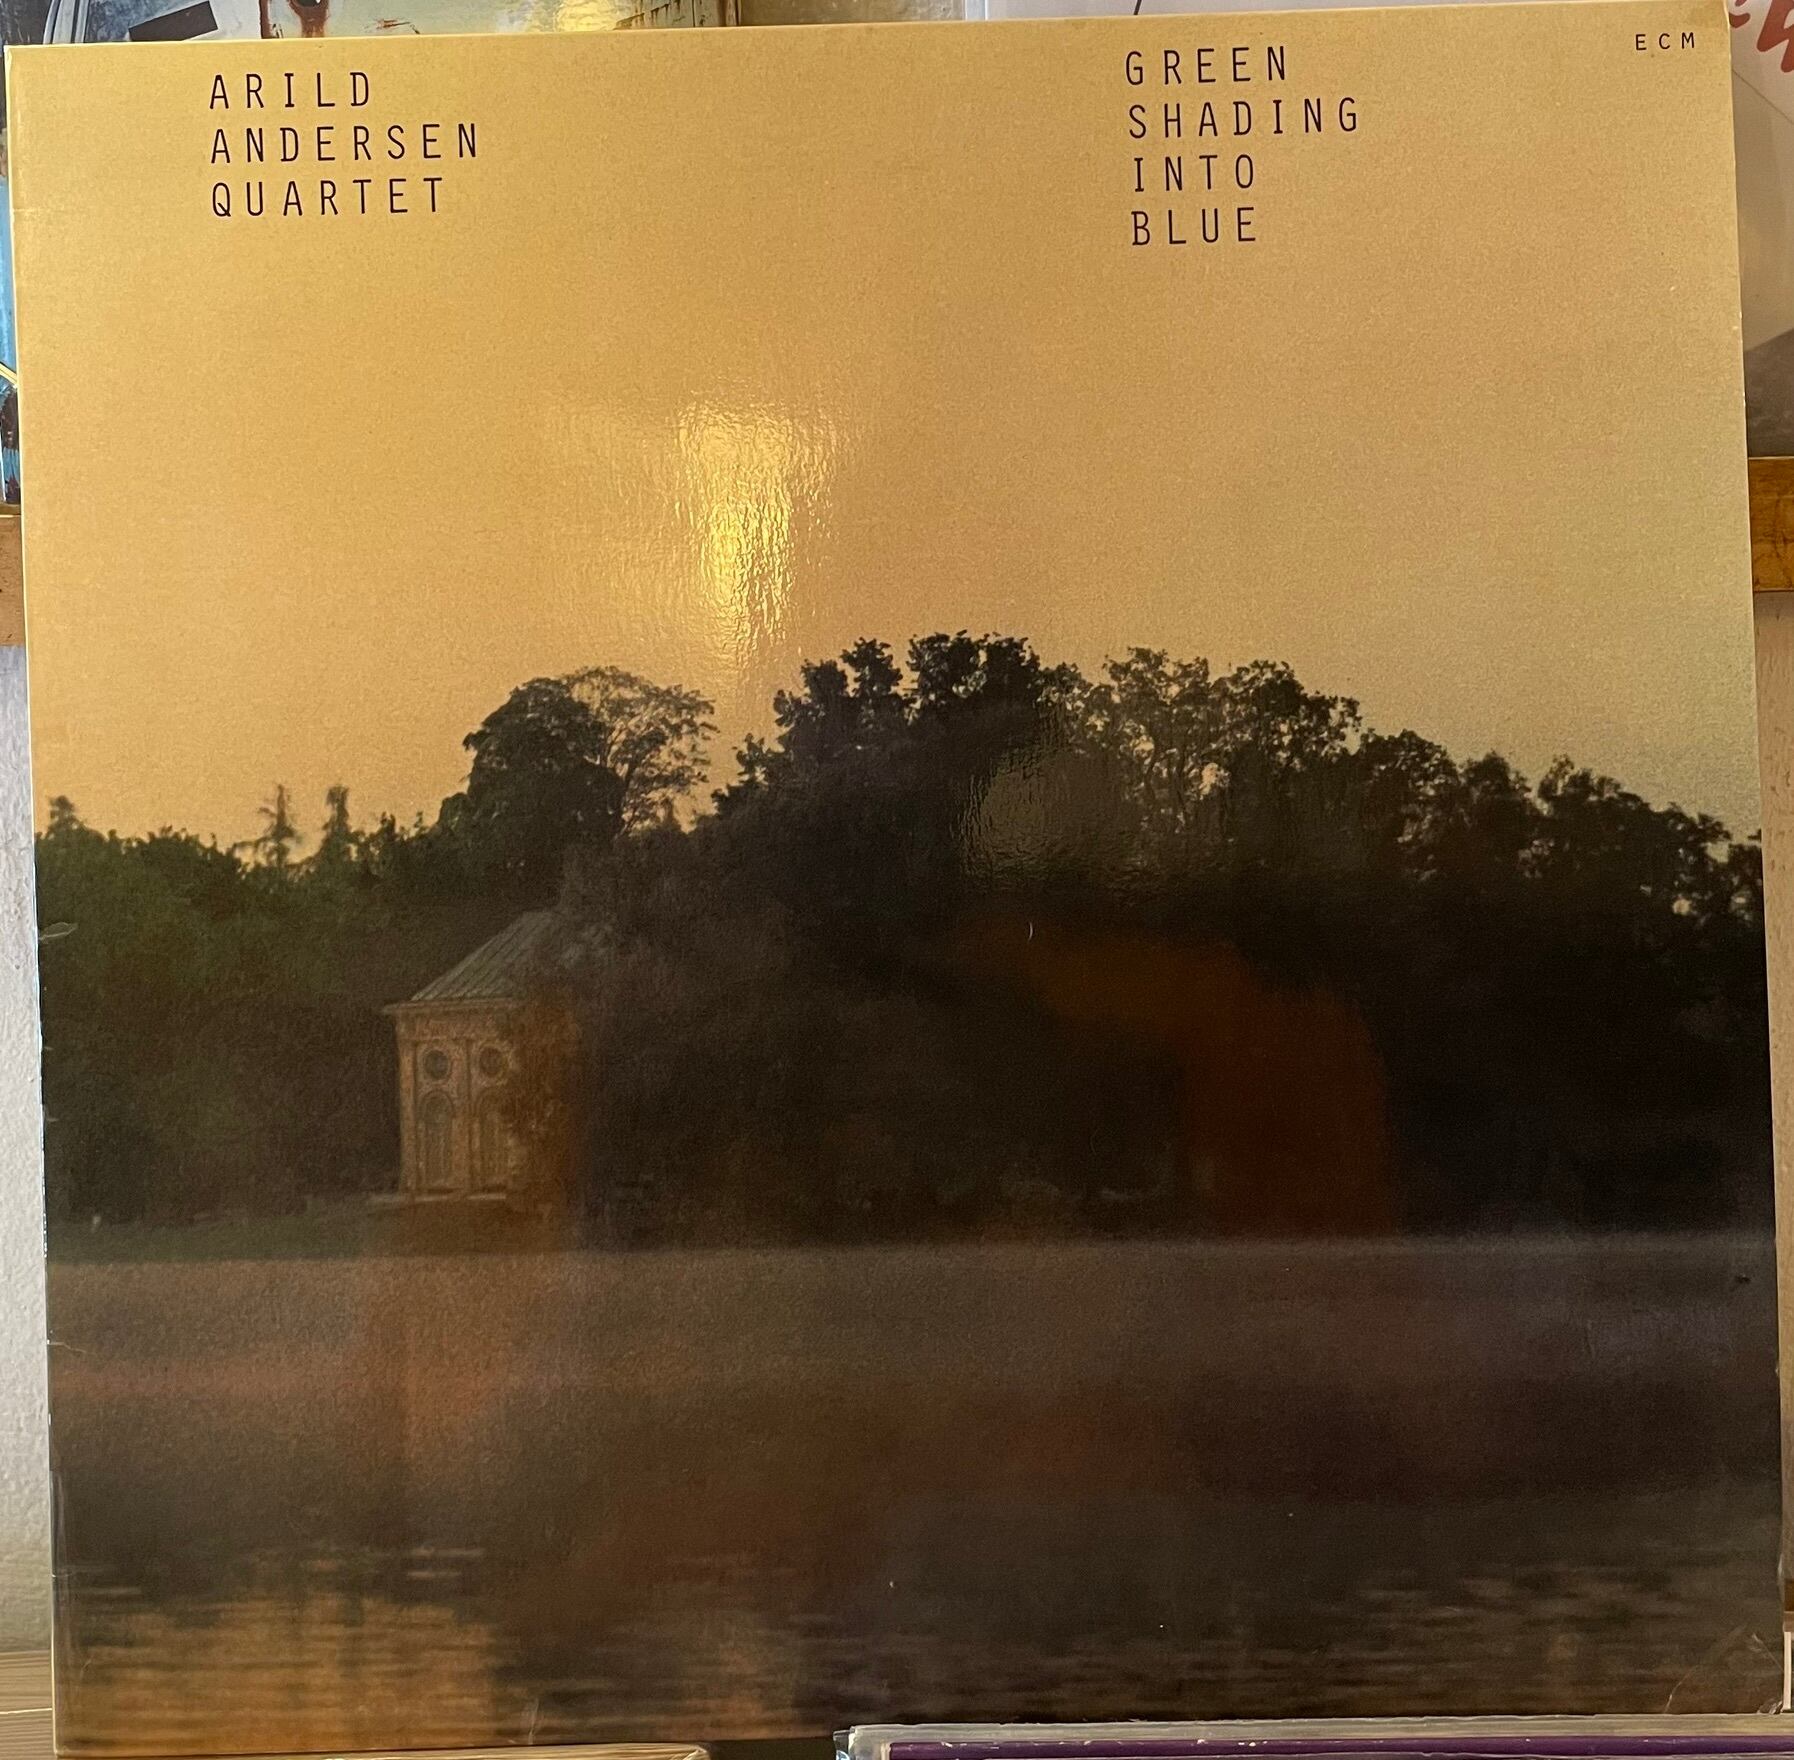 ARILD
ANDERSEN
QUARTET
GREEN
SHADING
INTO
BLUE
ECM